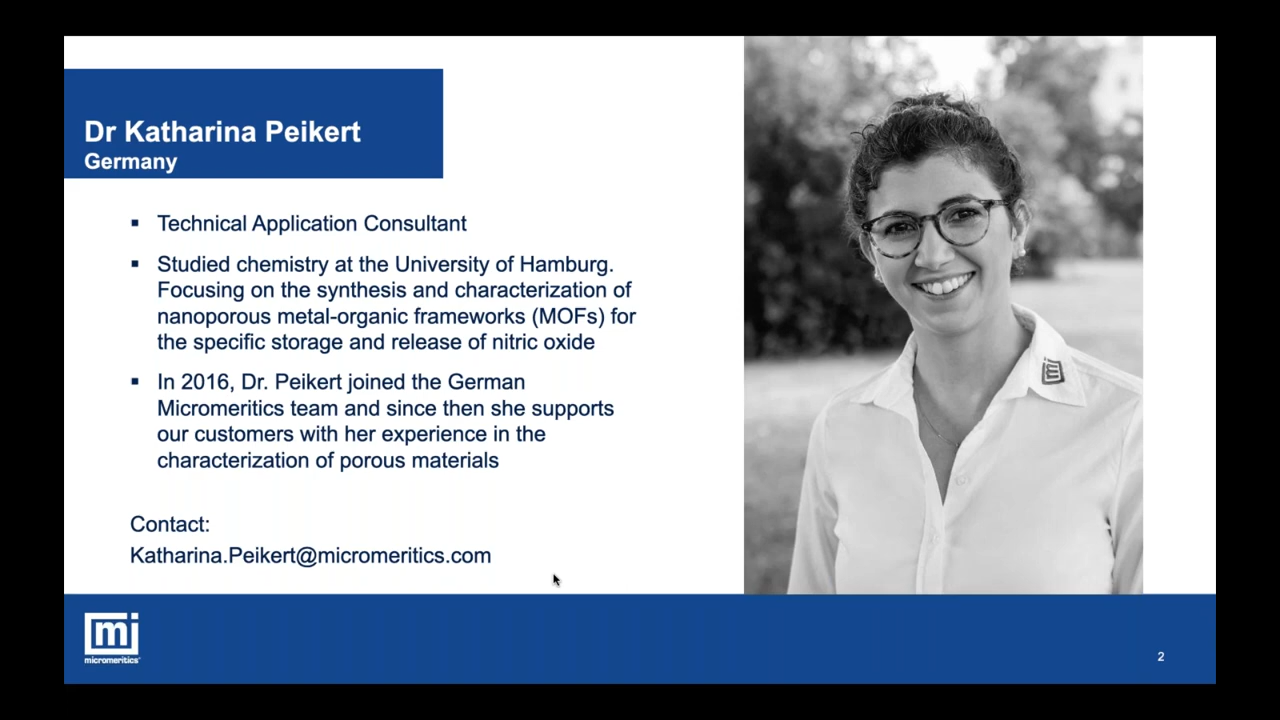 Dr Katharina Peikert
Germany
▪ Technical Application Consultant
▪ Studied chemistry at the University of Hamburg.
Focusing on the synthesis and characterization of
nanoporous metal-organic frameworks (MOFs) for
the specific storage and release of nitric oxide
▪ In 2016, Dr. Peikert joined the German
Micromeritics team and since then she supports
our customers with her experience in the
characterization of porous materials
Contact:
Katharina.Peikert@micromeritics.com
mi
mi
micromeritics
2